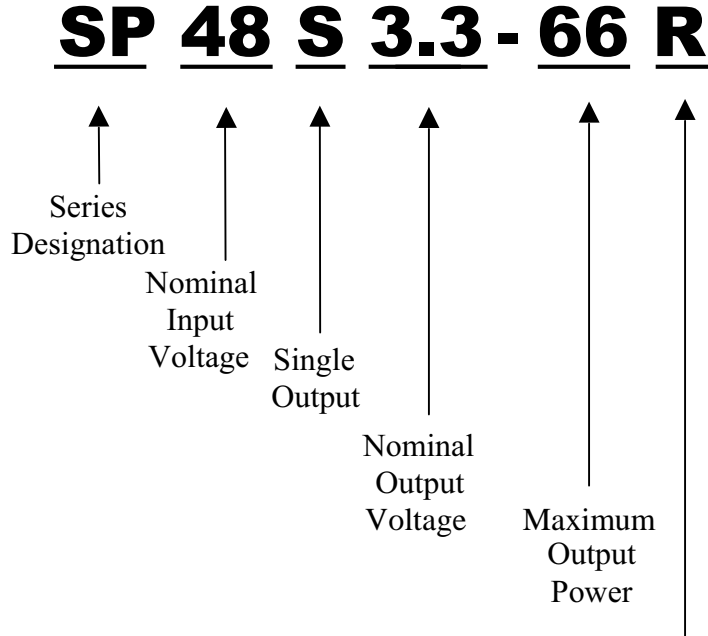 SP 48 S 3.3 - 66 R
Series
Designation
Nominal
Input
Voltage
Single
Output
Nominal
Output
Voltage
Maximum
Output
Power